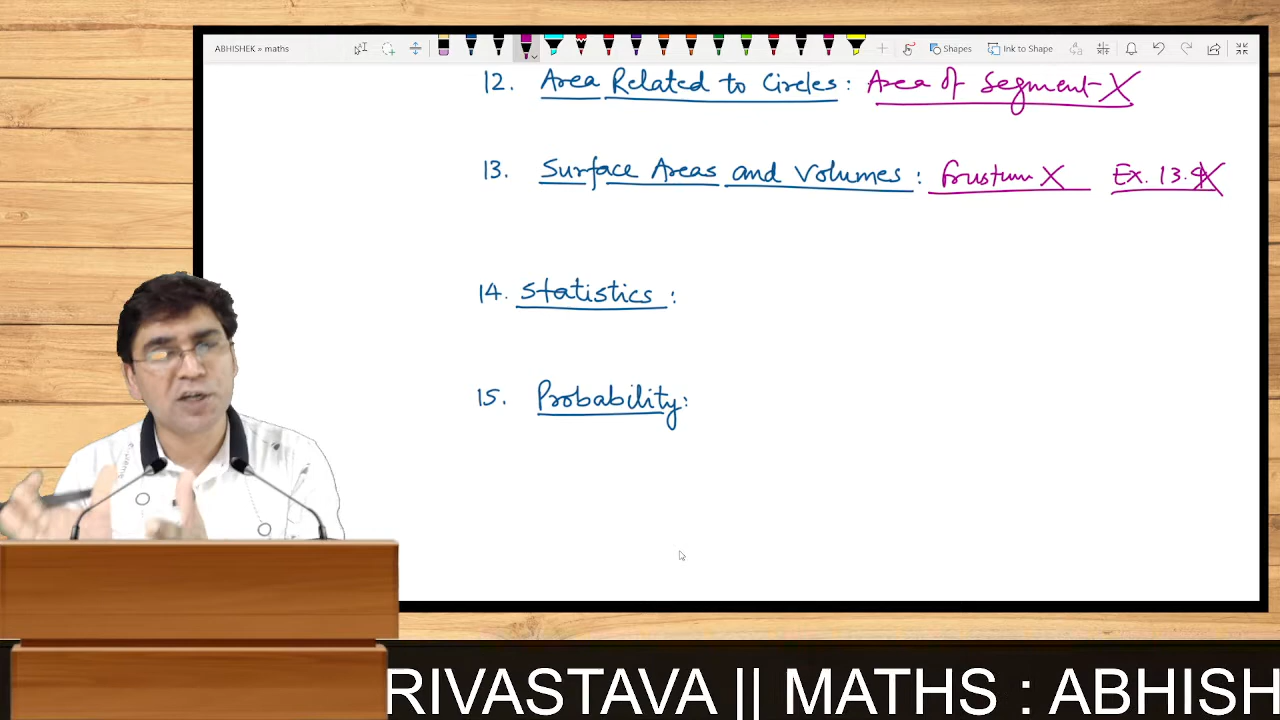 ABHISHEK » maths
Shapes
Ink to Shape
12. Area Related to Circles : Area of Segment X
13. Surface Areas and Volumes : frustum X Ex. 13.4 X
14. Statistics :
15. Probability:
RIVASTAVA || MATHS : ABHISH